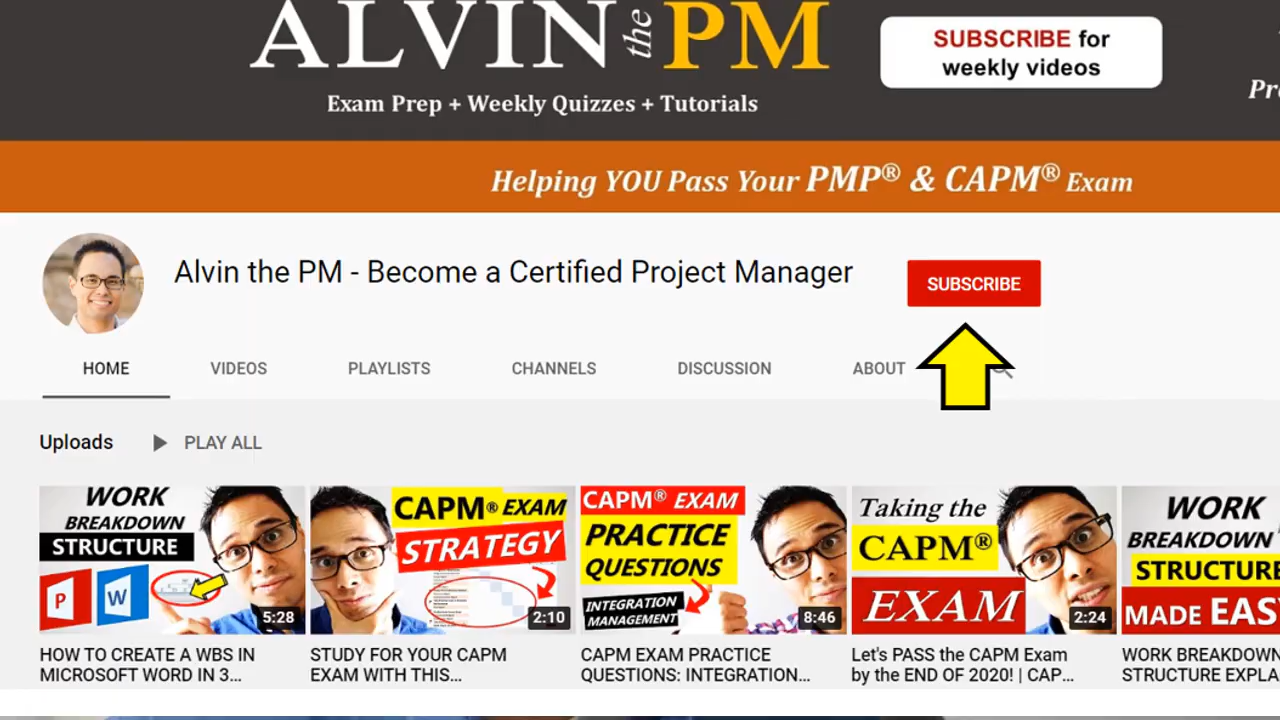 ALVIN the PM
SUBSCRIBE for
weekly videos
Exam Prep + Weekly Quizzes + Tutorials
Helping YOU Pass Your PMP® & CAPM® Exam
Alvin the PM - Become a Certified Project Manager
SUBSCRIBE
HOME VIDEOS PLAYLISTS CHANNELS DISCUSSION ABOUT
Uploads PLAY ALL
WORK
BREAKDOWN
STRUCTURE
P W
5:28
HOW TO CREATE A WBS IN
MICROSOFT WORD IN 3...
CAPM® EXAM
STRATEGY
2:10
STUDY FOR YOUR CAPM
EXAM WITH THIS...
CAPM® EXAM
PRACTICE
QUESTIONS
INTEGRATION
MANAGEMENT
8:46
CAPM EXAM PRACTICE
QUESTIONS: INTEGRATION...
Taking the
CAPM®
EXAM
2:24
Let's PASS the CAPM Exam
by the END OF 2020! | CAP...
WORK
BREAKDOWN
STRUCTURE
MADE EAS
WORK BREAKDOWN
STRUCTURE EXPLA